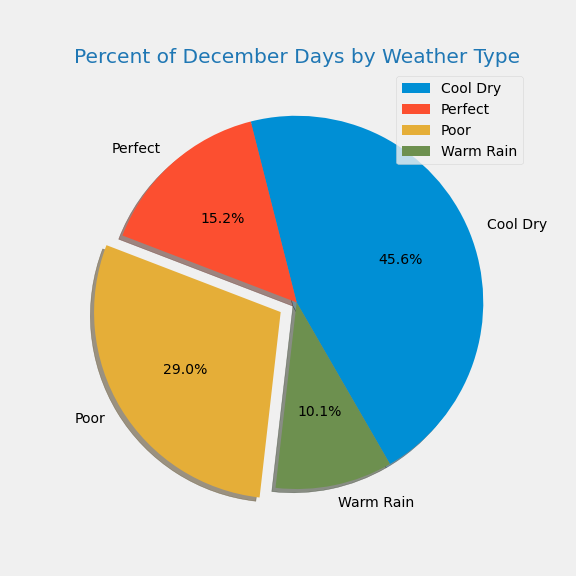 Percent of December Days by Weather Type
Cool Dry
Perfect
Poor
Warm Rain
Perfect
15.2%
Cool Dry
45.6%
29.0%
Poor
10.1%
Warm Rain